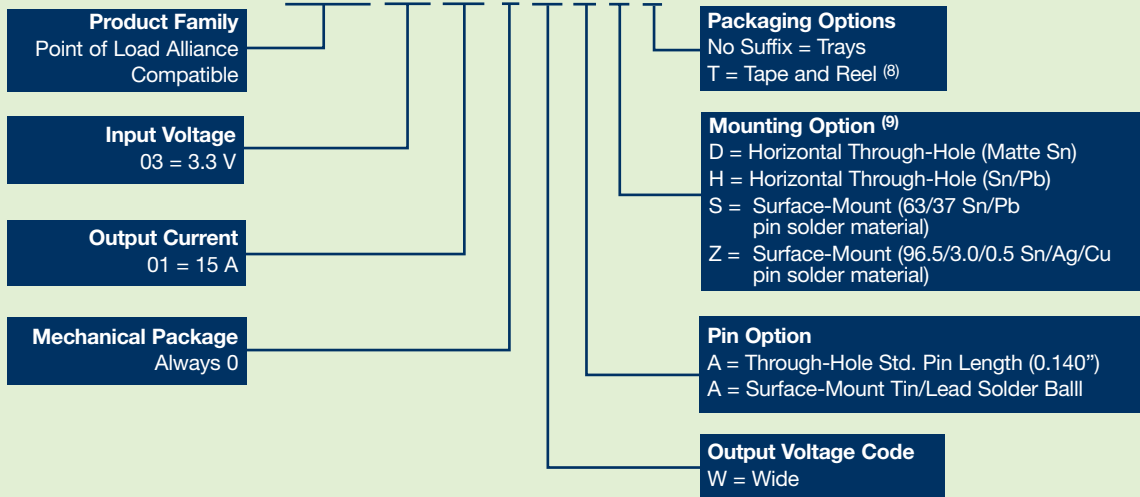 Product Family
Point of Load Alliance
Compatible
Input Voltage
03 = 3.3 V
Output Current
01 = 15 A
Mechanical Package
Always 0
Packaging Options
No Suffix = Trays
T = Tape and Reel (8)
Mounting Option (9)
D = Horizontal Through-Hole (Matte Sn)
H = Horizontal Through-Hole (Sn/Pb)
S = Surface-Mount (63/37 Sn/Pb
pin solder material)
Z = Surface-Mount (96.5/3.0/0.5 Sn/Ag/Cu
pin solder material)
Pin Option
A = Through-Hole Std. Pin Length (0.140”)
A = Surface-Mount Tin/Lead Solder Balll
Output Voltage Code
W = Wide